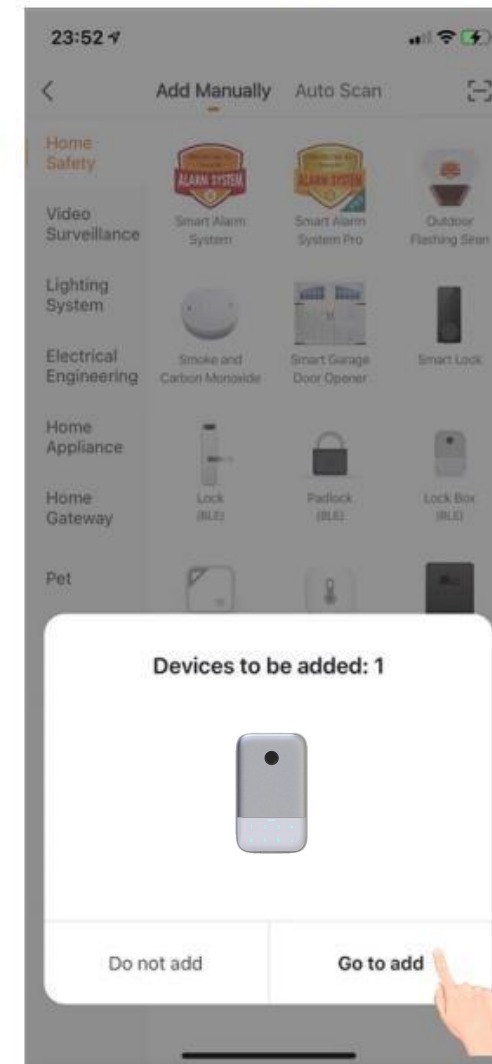 23:52
Add Manually Auto Scan
Home
Safety
ALARM SYSTEM
ALARM SYSTEM
Smart Alarm
System
Smart Alarm
System Pro
Outdoor
Flashing Siren
Video
Surveillance
Lighting
System
Smoke and
Carbon Monoxide
Smart Garage
Door Opener
Smart Lock
Electrical
Engineering
Home
Appliance
Lock
(BLE)
Padlock
(BLE)
Lock Box
(BLE)
Home
Gateway
Pet
Devices to be added: 1
Do not add
Go to add